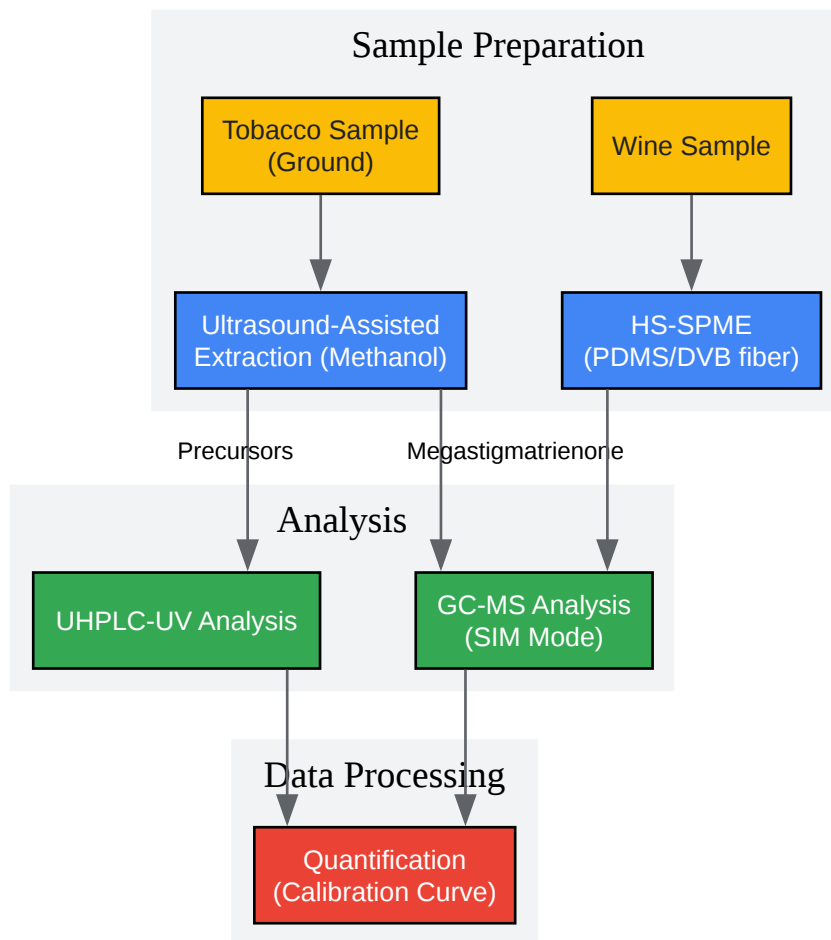 Sample Preparation
Tobacco Sample
(Ground)
Wine Sample
Ultrasound-Assisted
Extraction (Methanol)
HS-SPME
(PDMS/DVB fiber)
Precursors
Megastigmatrienone
Analysis
UHPLC-UV Analysis
GC-MS Analysis
(SIM Mode)
Data Processing
Quantification
(Calibration Curve)